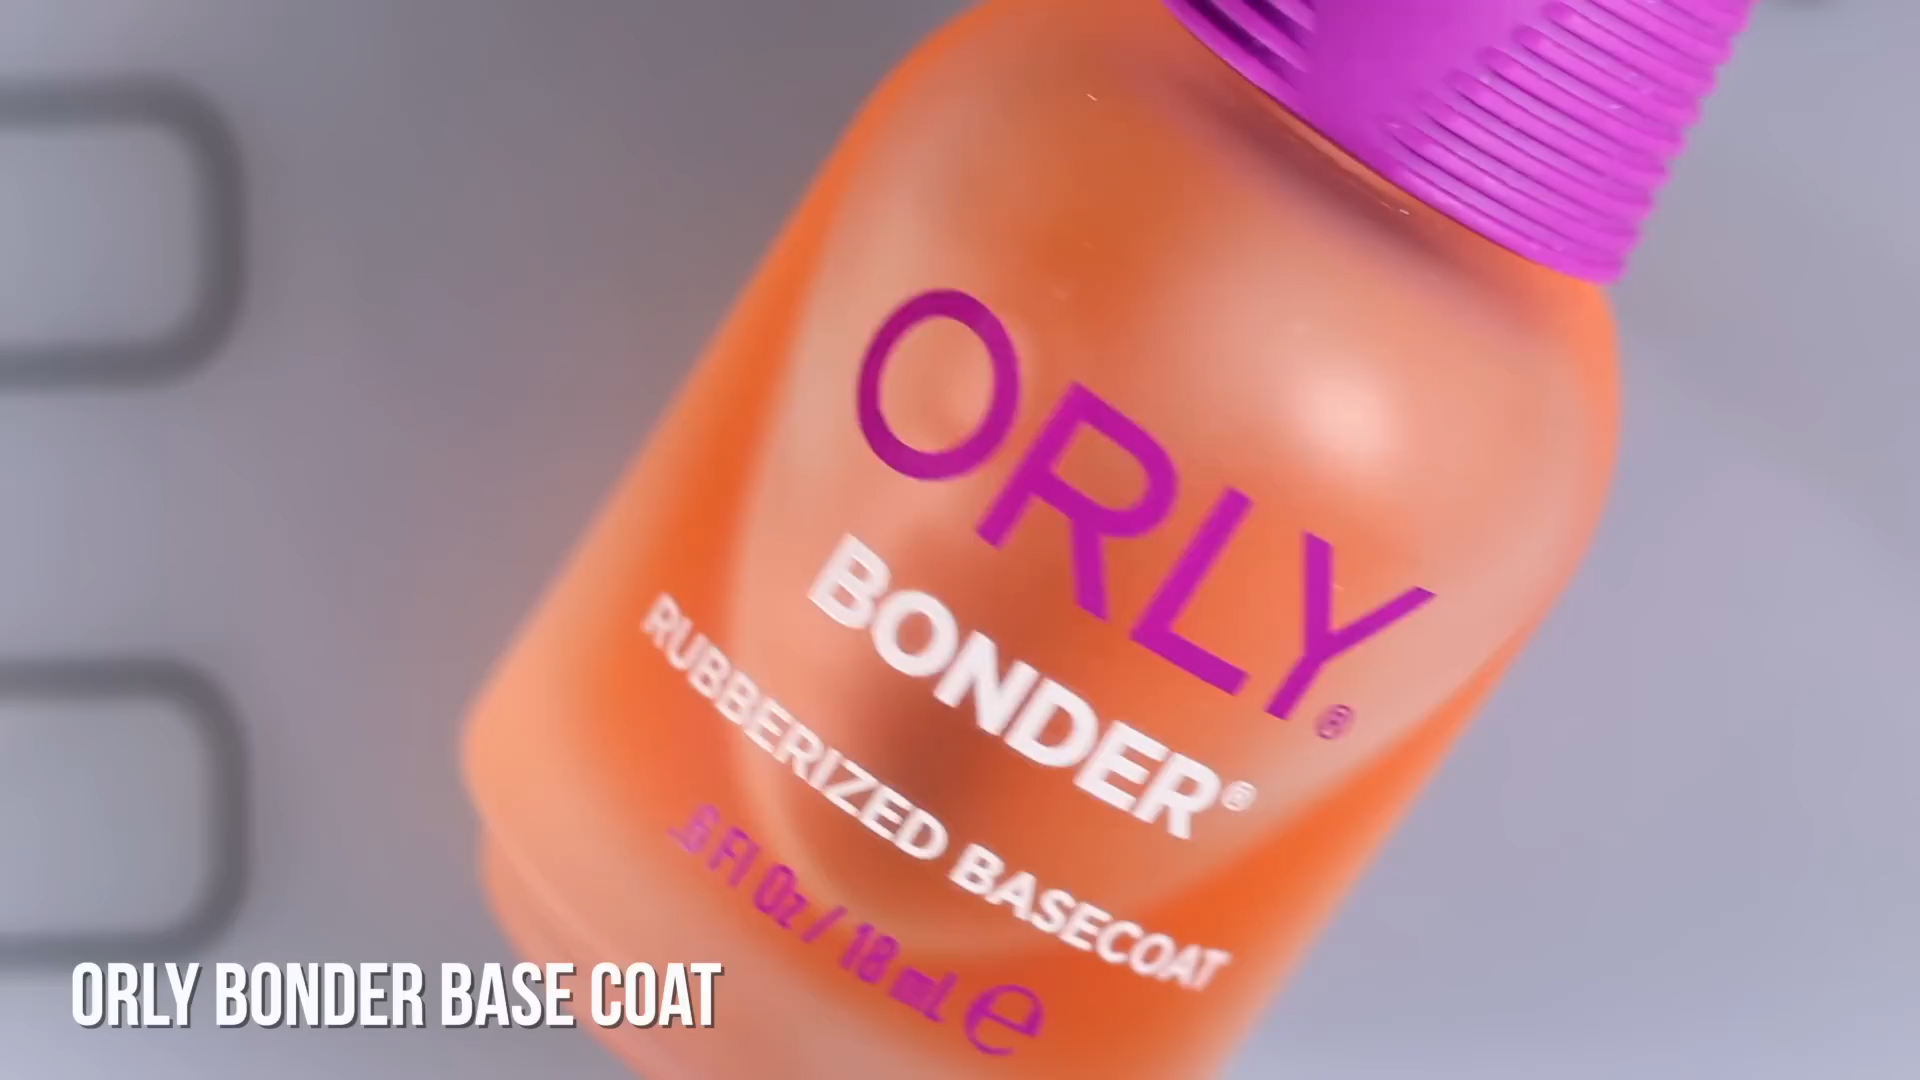 ORLY®
BONDER®
RUBBERIZED BASECOAT
.6 Fl Oz / 18 mL e
ORLY BONDER BASE COAT